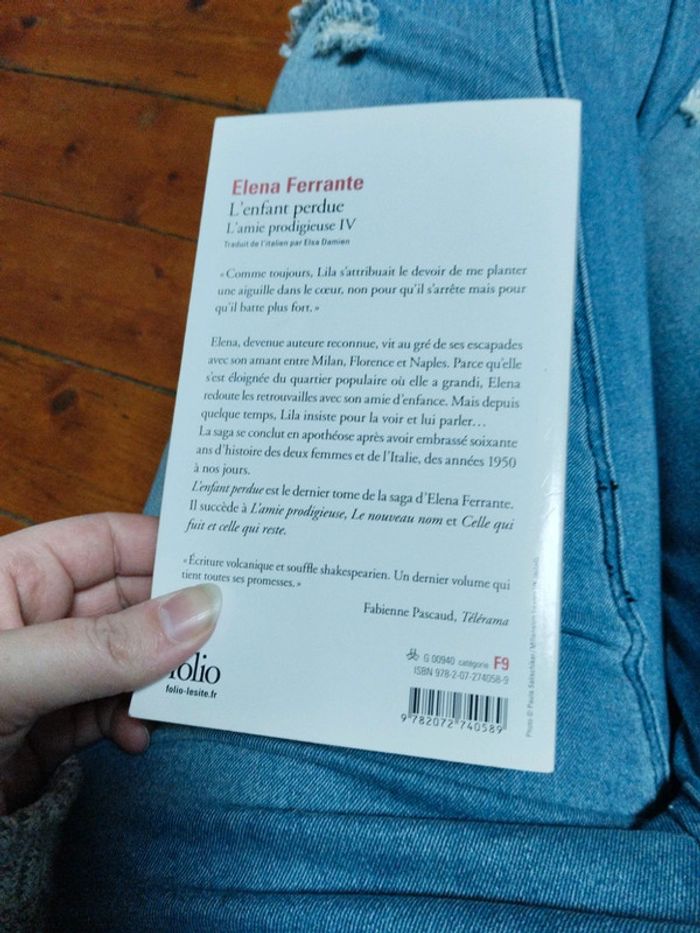 Elena Ferrante
L'enfant perdue
L'amie prodigieuse IV
Traduit de l'italien par Elsa Damien
« Comme toujours, Lila s'attribuait le devoir de me planter
une aiguille dans le cœur, non pour qu'il s'arrête mais pour
qu'il batte plus fort. »
Elena, devenue auteure reconnue, vit au gré de ses escapades
avec son amant entre Milan, Florence et Naples. Parce qu'elle
s'est éloignée du quartier populaire où elle a grandi, Elena
redoute les retrouvailles avec son amie d'enfance. Mais depuis
quelque temps, Lila insiste pour la voir et lui parler…
La saga se conclut en apothéose après avoir embrassé soixante
ans d'histoire des deux femmes et de l'Italie, des années 1950
à nos jours.
L'enfant perdue est le dernier tome de la saga d'Elena Ferrante.
Il succède à L'amie prodigieuse, Le nouveau nom et Celle qui
fuit et celle qui reste.
« Écriture volcanique et souffle shakespearien. Un dernier volume qui
tient toutes ses promesses. »
Fabienne Pascaud, Télérama
folio
folio-lesite.fr
G 00940 catégorie F9
ISBN 978-2-07-274058-9
9 782072 740589
Photo ©